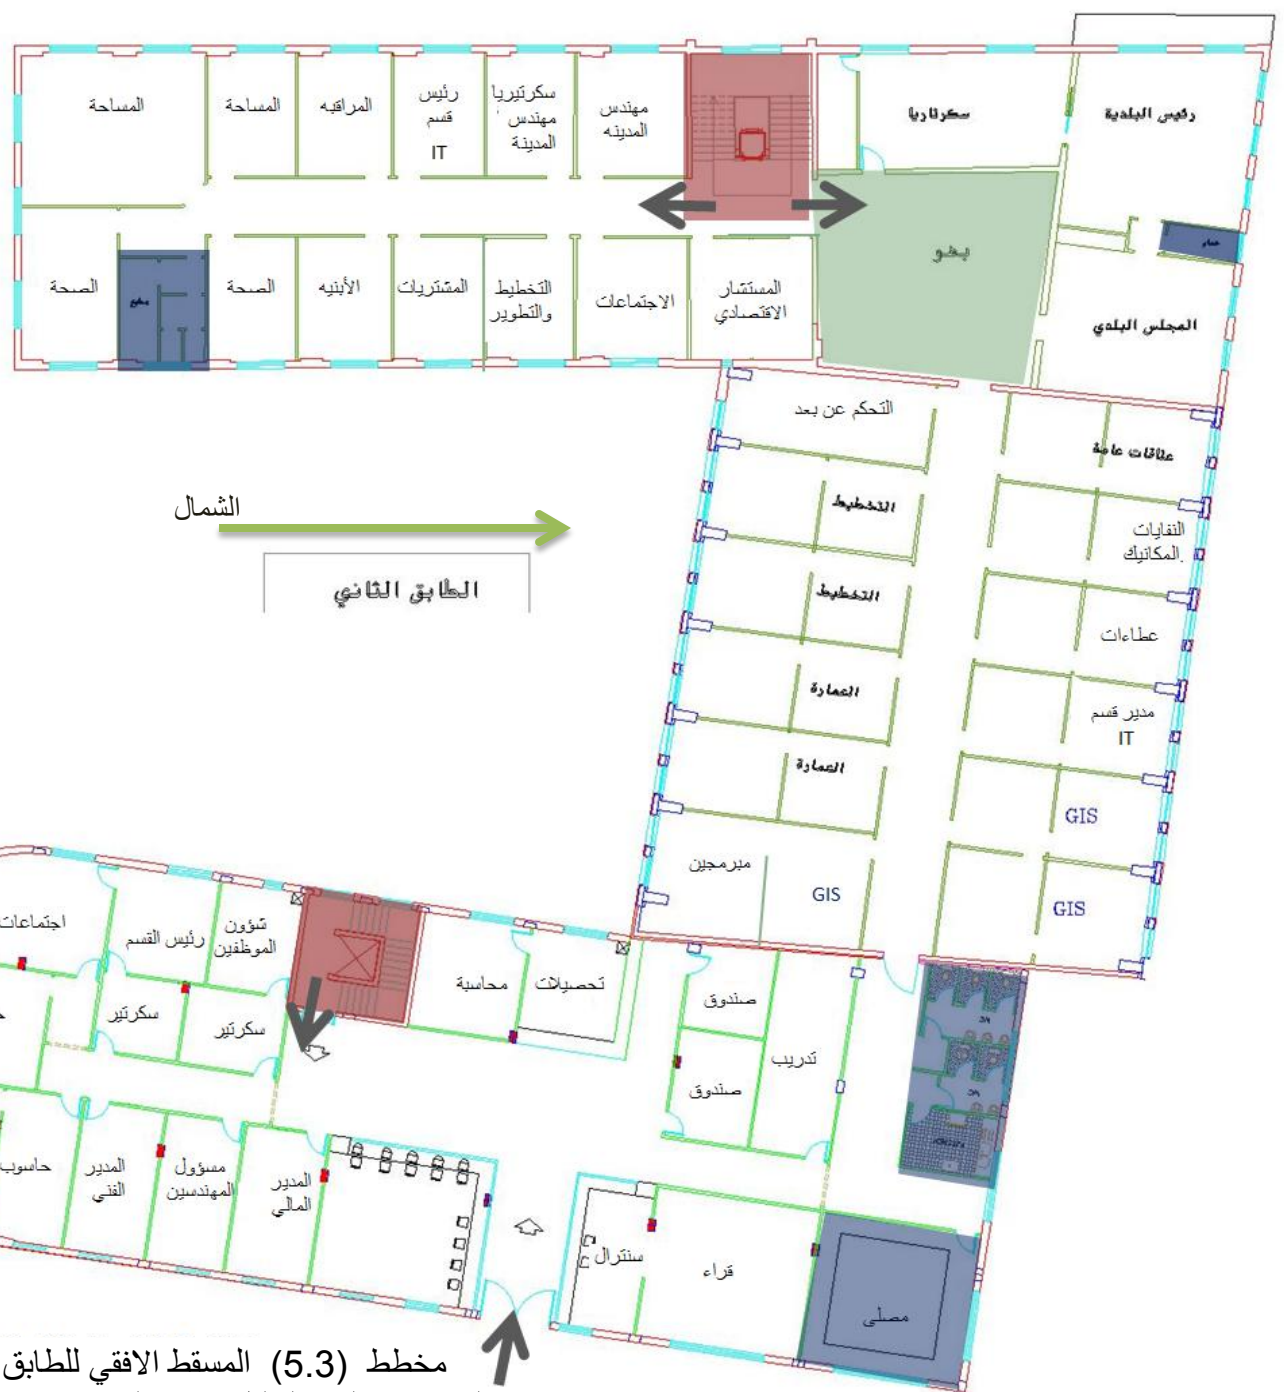 رئيس البلدية
سكرتاريا
مهندس
المدينه
سكرتيريا
مهندس
المدينة
رئيس
قسم
IT
المراقبه
المساحة
المساحة
بهو
حمام
المجلس البلدي
المستشار
الاقتصادي
الاجتماعات
التخطيط
والتطوير
المشتريات
الأبنيه
الصحة
مطبخ
الصحة
التحكم عن بعد
علاقات عامة
التخطيط
النفايات
المكانيك.
التخطيط
عطاءات
العمارة
مدير قسم
IT
العمارة
GIS
مبرمجين
GIS
GIS
الشمال
الطابق الثاني
اجتماعات
رئيس القسم
شؤون
الموظفين
سكرتير
سكرتير
محاسبة
تحصيلات
صندوق
صندوق
تدريب
حاسوب
المدير
الفني
مسؤول
المهندسين
المدير
المالي
سنترال
قراء
مصلى
مخطط (5.3) المسقط الافقي للطابق